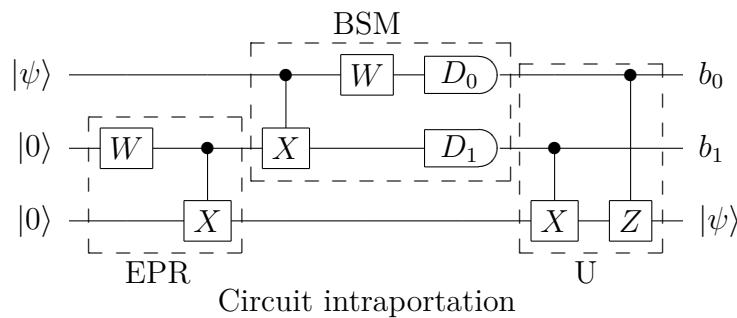 BSM
|ψ⟩ W D₀ b₀
|0⟩ W X D₁ b₁
|0⟩ X X Z |ψ⟩
EPR U
Circuit intraportation